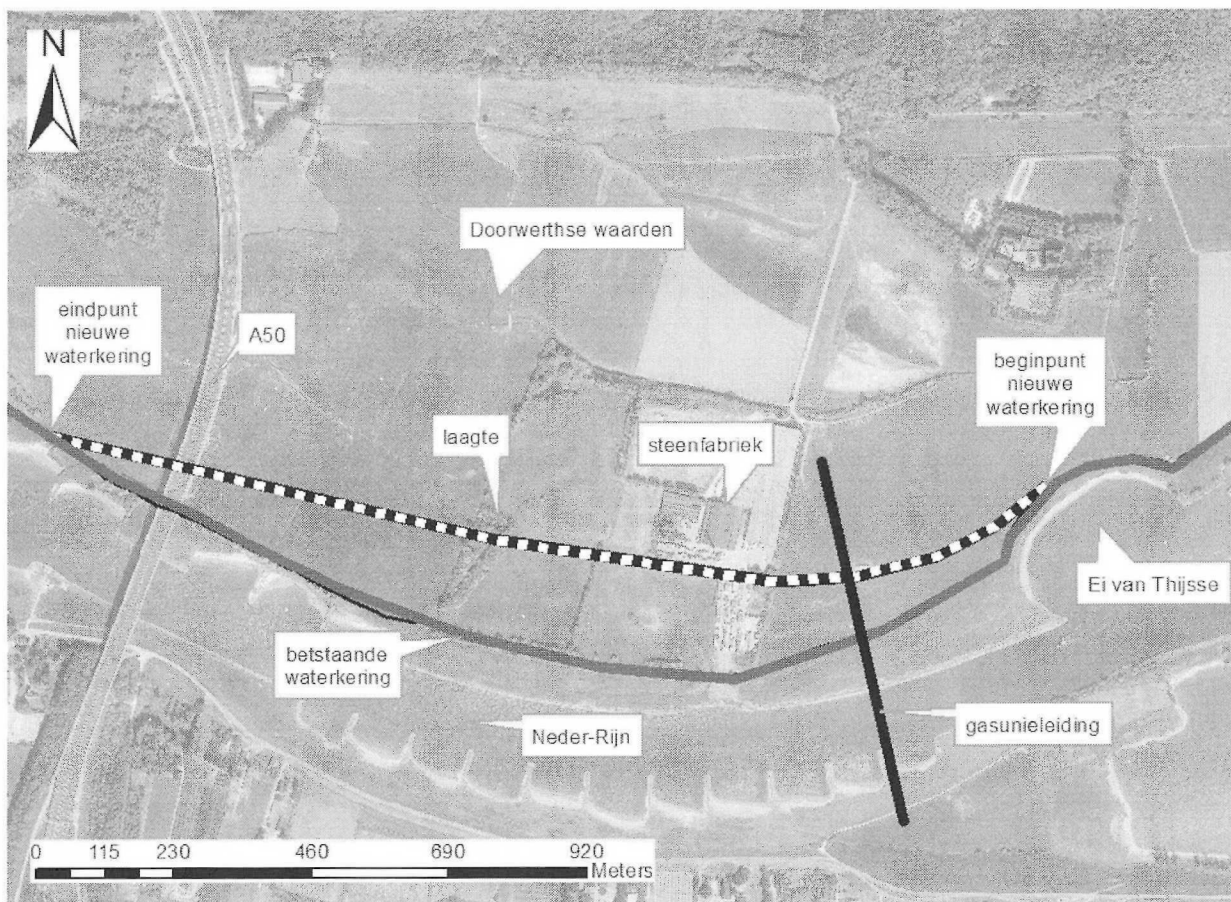 N
Doorwerthse waarden
eindpunt
nieuwe
waterkering
A50
beginpunt
nieuwe
waterkering
laagte
steenfabriek
Ei van Thijsse
betstaande
waterkering
Neder-Rijn
gasunieleiding
0 115 230 460 690 920
Meters